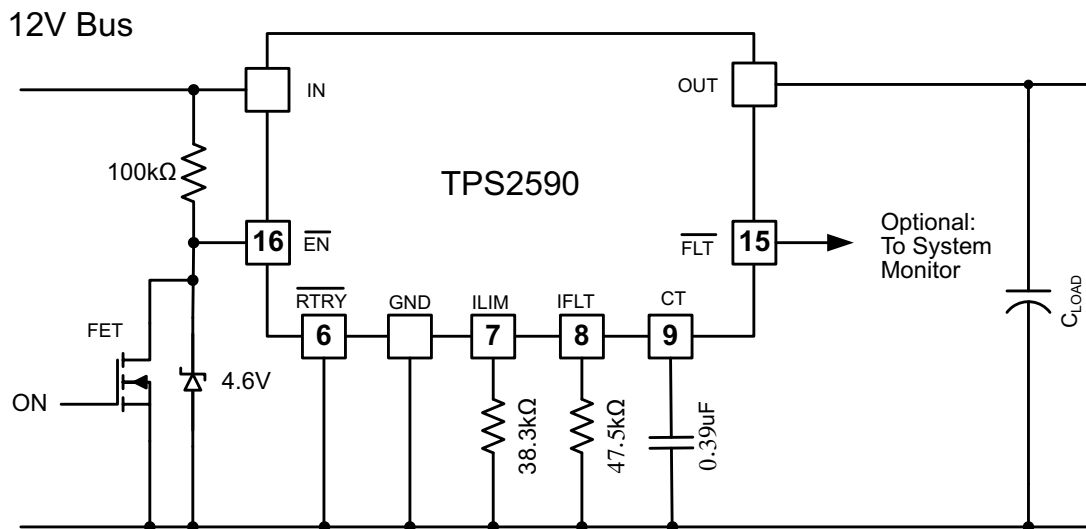 12V Bus
IN
OUT
100kΩ
TPS2590
16
EN
FLT
15
Optional:
To System
Monitor
RTRY
GND
ILIM
IFLT
CT
6
7
8
9
FET
4.6V
ON
38.3kΩ
47.5kΩ
0.39uF
CLOAD